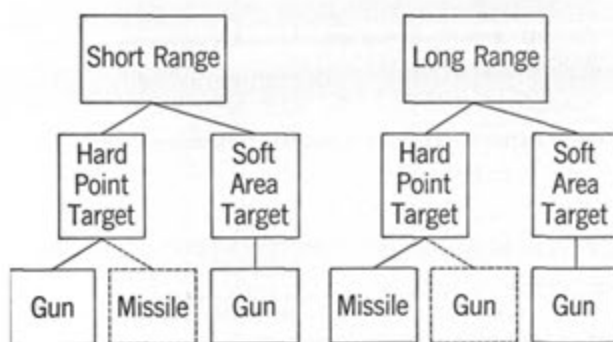 Short Range
Long Range
Hard
Point
Target
Soft
Area
Target
Hard
Point
Target
Soft
Area
Target
Gun
Missile
Gun
Missile
Gun
Gun